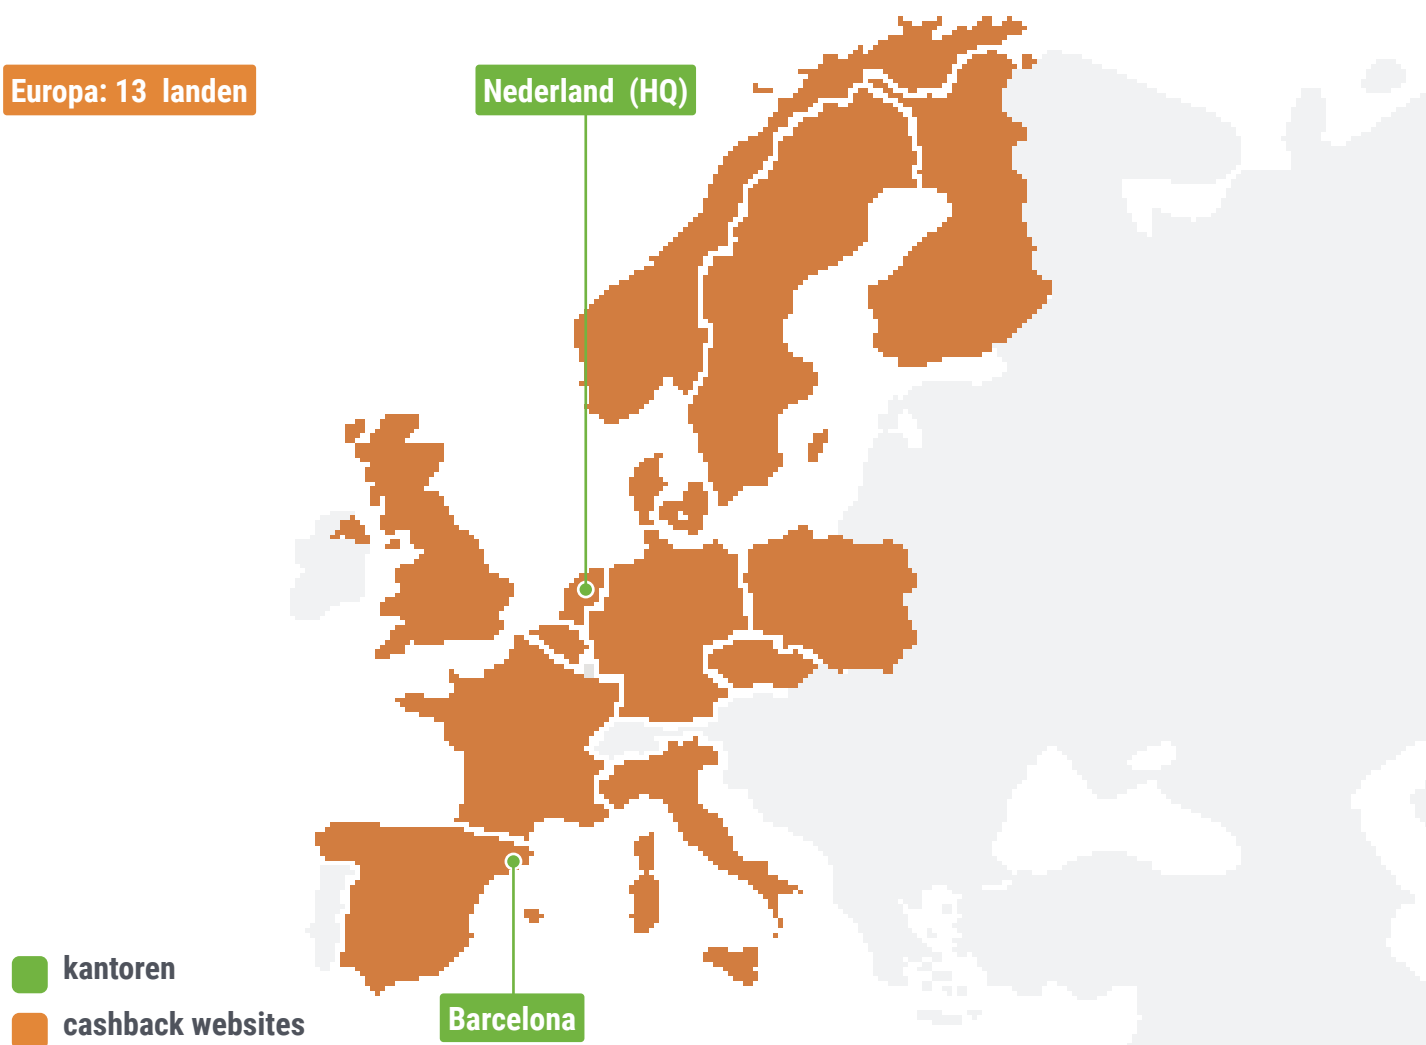 Europa: 13 landen
Nederland (HQ)
kantoren
cashback websites
Barcelona